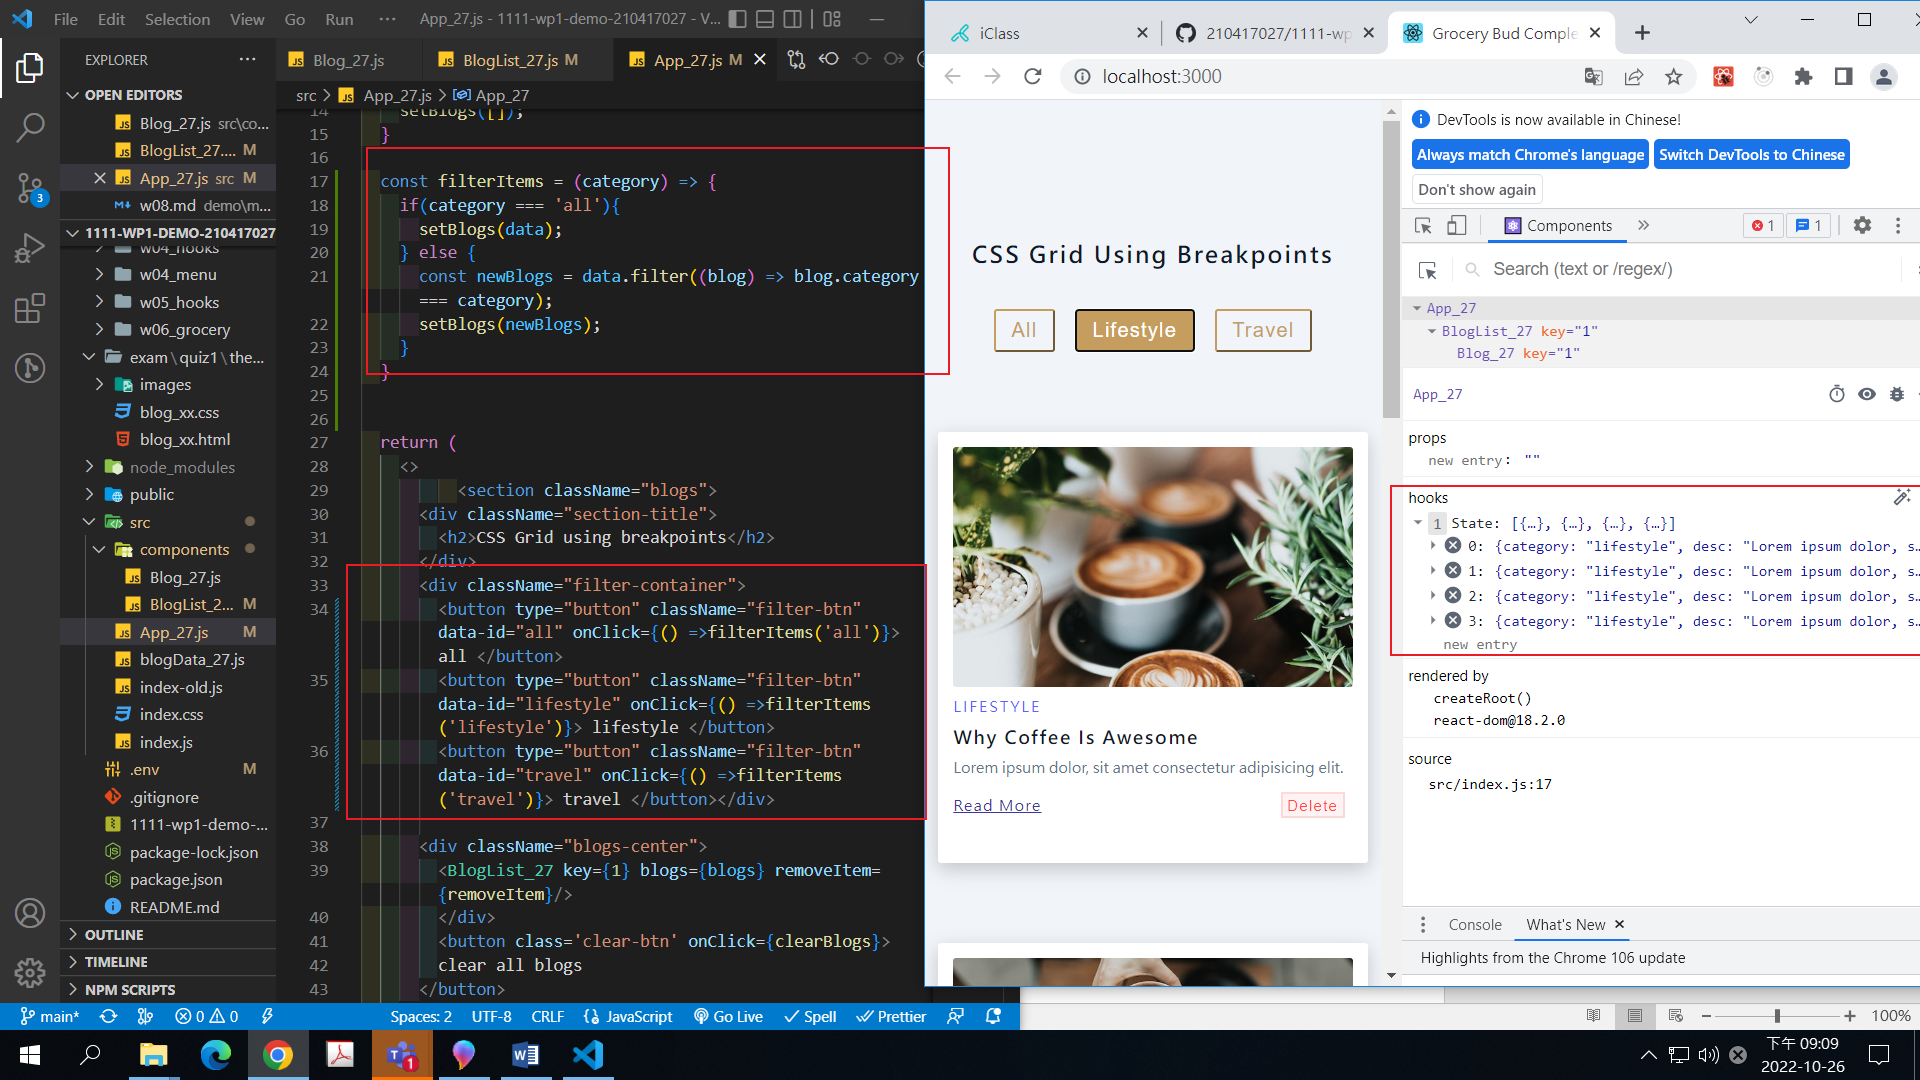 File Edit Selection View Go Run ··· App_27.js - 1111-wp1-demo-210417027 - V...
EXPLORER ···
OPEN EDITORS
Blog_27.js src\co...
BlogList_27.... M
App_27.js src M
w08.md demo\m...
1111-WP1-DEMO-210417027
w04_hooks
w04_menu
w05_hooks
w06_grocery
exam\quiz1\the...
images
blog_xx.css
blog_xx.html
node_modules
public
src
components
Blog_27.js
BlogList_2... M
App_27.js M
blogData_27.js
index-old.js
index.css
index.js
.env M
.gitignore
1111-wp1-demo-...
package-lock.json
package.json
README.md
OUTLINE
TIMELINE
NPM SCRIPTS
3
Blog_27.js BlogList_27.js M App_27.js M
src > App_27.js > App_27
14 setBlogs([]);
15 }
16
17 const filterItems = (category) => {
18 if(category === 'all'){
19 setBlogs(data);
20 } else {
21 const newBlogs = data.filter((blog) => blog.category
=== category);
22 setBlogs(newBlogs);
23 }
24 }
25
26
27 return (
28 <>
29 <section className="blogs">
30 <div className="section-title">
31 <h2>CSS Grid using breakpoints</h2>
32 </div>
33 <div className="filter-container">
34 <button type="button" className="filter-btn"
data-id="all" onClick={() =>filterItems('all')}>
all </button>
35 <button type="button" className="filter-btn"
data-id="lifestyle" onClick={() =>filterItems
('lifestyle')}> lifestyle </button>
36 <button type="button" className="filter-btn"
data-id="travel" onClick={() =>filterItems
('travel')}> travel </button></div>
37
38 <div className="blogs-center">
39 <BlogList_27 key={1} blogs={blogs} removeItem=
{removeItem}/>
40 </div>
41 <button class='clear-btn' onClick={clearBlogs}>
42 clear all blogs
43 </button>
main* 0 0 Spaces: 2 UTF-8 CRLF JavaScript Go Live Spell Prettier
iClass 210417027/1111-wp Grocery Bud Comple
localhost:3000
CSS Grid Using Breakpoints
All Lifestyle Travel
LIFESTYLE
Why Coffee Is Awesome
Lorem ipsum dolor, sit amet consectetur adipisicing elit.
Read More Delete
DevTools is now available in Chinese!
Always match Chrome's language Switch DevTools to Chinese
Don't show again
Components 1 1
Search (text or /regex/)
App_27
BlogList_27 key="1"
Blog_27 key="1"
App_27
props
new entry: ""
hooks
1 State: [{…}, {…}, {…}, {…}]
0: {category: "lifestyle", desc: "Lorem ipsum dolor, s…
1: {category: "lifestyle", desc: "Lorem ipsum dolor, s…
2: {category: "lifestyle", desc: "Lorem ipsum dolor, s…
3: {category: "lifestyle", desc: "Lorem ipsum dolor, s…
new entry
rendered by
createRoot()
react-dom@18.2.0
source
src/index.js:17
Console What's New
Highlights from the Chrome 106 update
100%
1
下午 09:09
2022-10-26